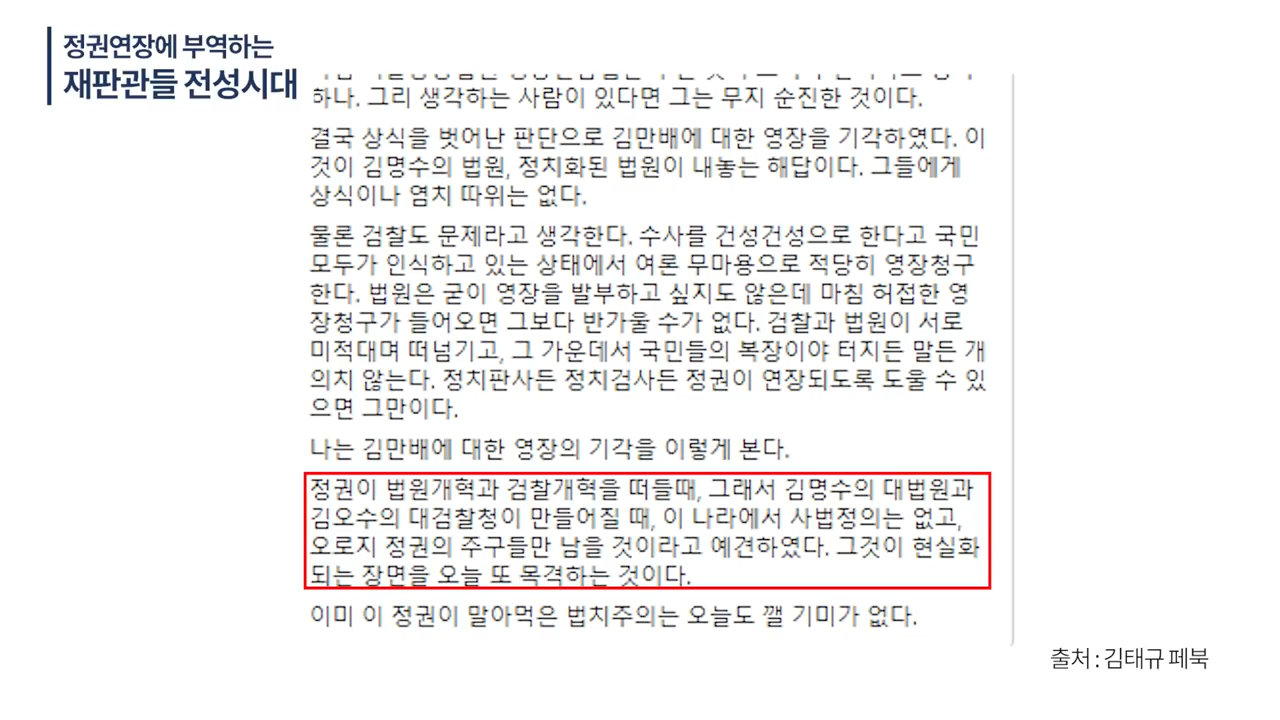 정권연장에 부역하는
재판관들 전성시대
하나. 그리 생각하는 사람이 있다면 그는 무지 순진한 것이다.
결국 상식을 벗어난 판단으로 김만배에 대한 영장을 기각하였다. 이
것이 김명수의 법원, 정치화된 법원이 내놓는 해답이다. 그들에게
상식이나 염치 따위는 없다.
물론 검찰도 문제라고 생각한다. 수사를 건성건성으로 한다고 국민
모두가 인식하고 있는 상태에서 여론 무마용으로 적당히 영장청구
한다. 법원은 굳이 영장을 발부하고 싶지도 않은데 마침 허접한 영
장청구가 들어오면 그보다 반가울 수가 없다. 검찰과 법원이 서로
미적대며 떠넘기고, 그 가운데서 국민들의 복장이야 터지든 말든 개
의치 않는다. 정치판사든 정치검사든 정권이 연장되도록 도울 수 있
으면 그만이다.
나는 김만배에 대한 영장의 기각을 이렇게 본다.
정권이 법원개혁과 검찰개혁을 떠들때, 그래서 김명수의 대법원과
김오수의 대검찰청이 만들어질 때, 이 나라에서 사법정의는 없고,
오로지 정권의 주구들만 남을 것이라고 예견하였다. 그것이 현실화
되는 장면을 오늘 또 목격하는 것이다.
이미 이 정권이 말아먹은 법치주의는 오늘도 깰 기미가 없다.
출처 : 김태규 페북